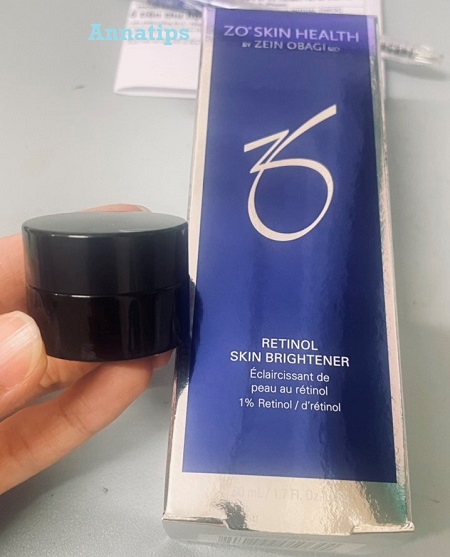 Annatips
ZO® SKIN HEALTH
BY ZEIN OBAGI MD
RETINOL
SKIN BRIGHTENER
Éclaircissant de
peau au rétinol
1% Retinol / d'rétinol